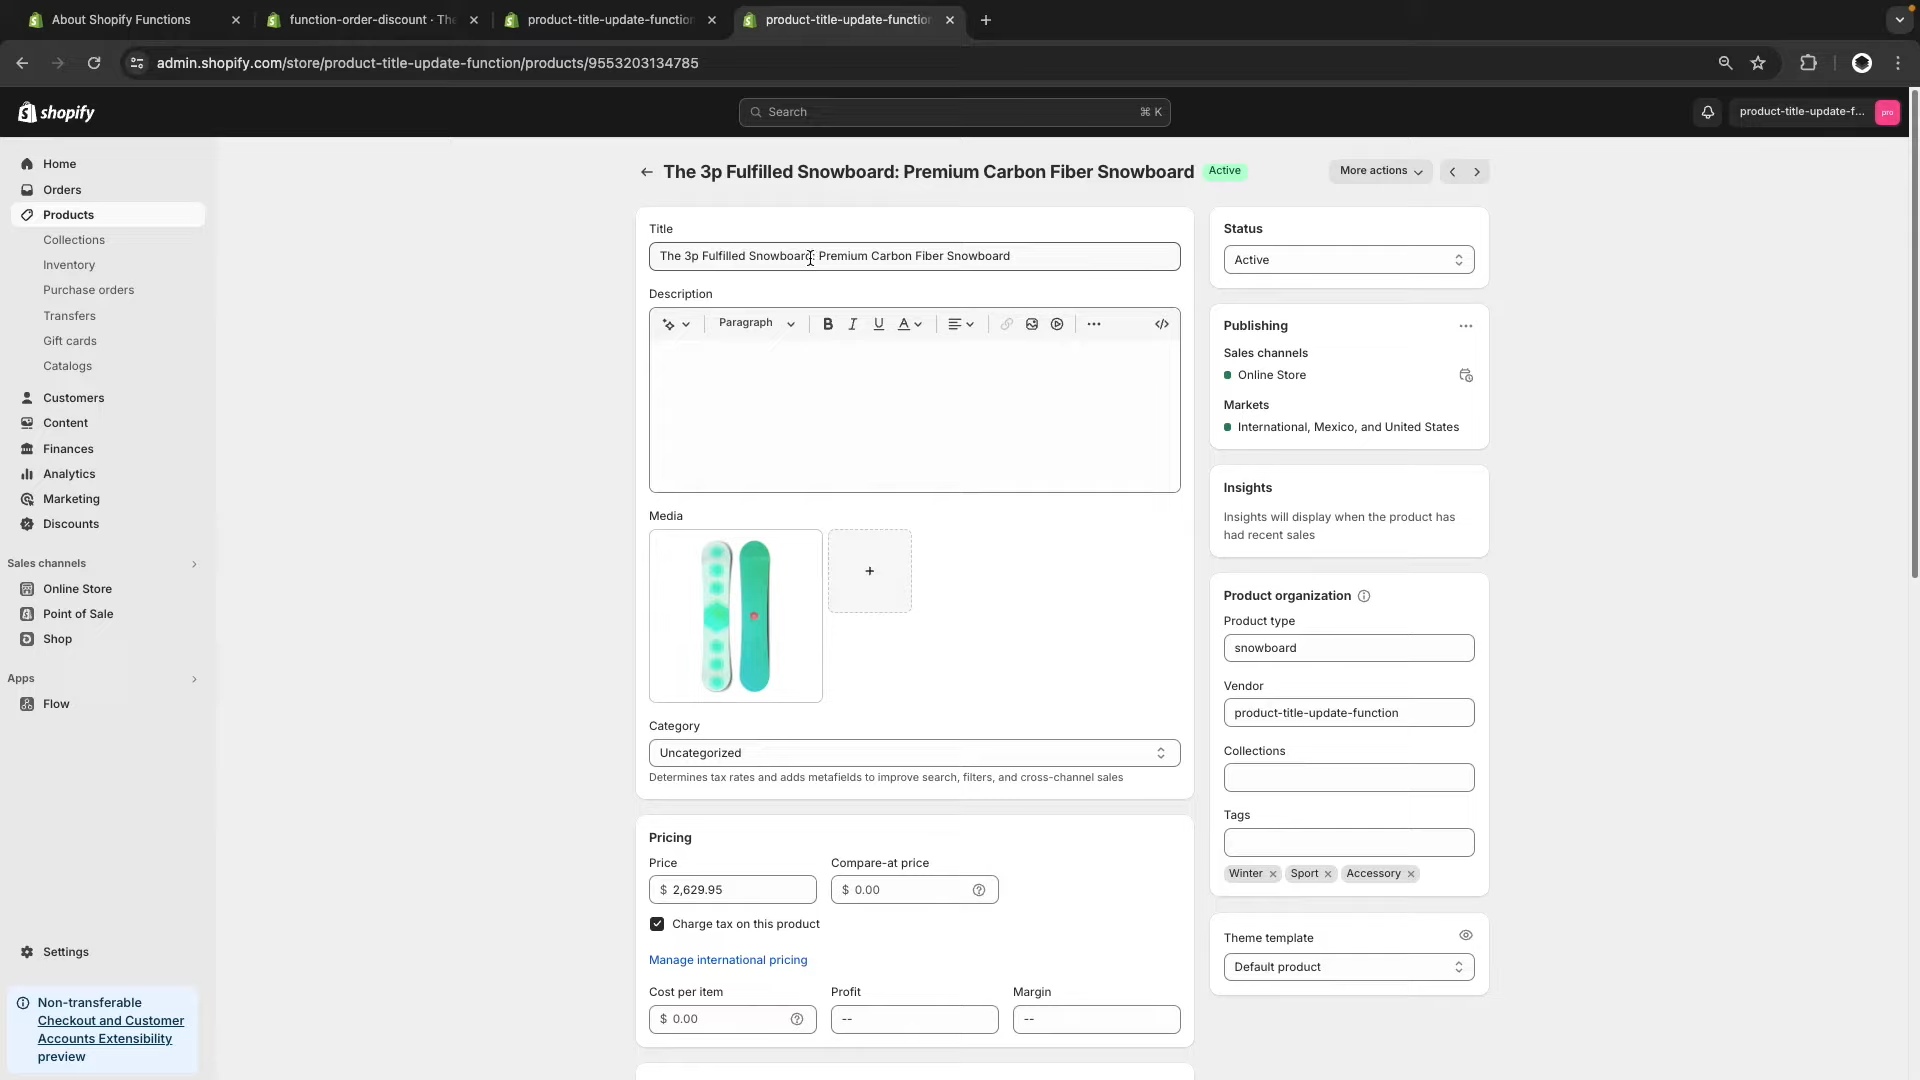 About Shopify Functions
function-order-discount · The
product-title-update-function
product-title-update-function
admin.shopify.com/store/product-title-update-function/products/9553203134785
shopify
Search
⌘ K
product-title-update-f...
pro
Home
Orders
Products
Collections
Inventory
Purchase orders
Transfers
Gift cards
Catalogs
Customers
Content
Finances
Analytics
Marketing
Discounts
Sales channels
Online Store
Point of Sale
Shop
Apps
Flow
Settings
Non-transferable
Checkout and Customer
Accounts Extensibility
preview
The 3p Fulfilled Snowboard: Premium Carbon Fiber Snowboard
Active
More actions
Title
The 3p Fulfilled Snowboard: Premium Carbon Fiber Snowboard
Description
Paragraph
B I U A
Media
Category
Uncategorized
Determines tax rates and adds metafields to improve search, filters, and cross-channel sales
Pricing
Price
Compare-at price
$ 2,629.95
$ 0.00
Charge tax on this product
Manage international pricing
Cost per item
Profit
Margin
$ 0.00
--
--
Status
Active
Publishing
Sales channels
Online Store
Markets
International, Mexico, and United States
Insights
Insights will display when the product has
had recent sales
Product organization
Product type
snowboard
Vendor
product-title-update-function
Collections
Tags
Winter
Sport
Accessory
Theme template
Default product